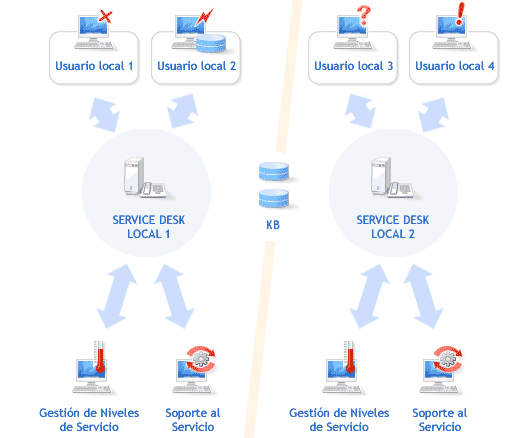 Usuario local 1
Usuario local 2
Usuario local 3
Usuario local 4
SERVICE DESK
LOCAL 1
KB
SERVICE DESK
LOCAL 2
Gestión de Niveles
de Servicio
Soporte al
Servicio
Gestión de Niveles
de Servicio
Soporte al
Servicio